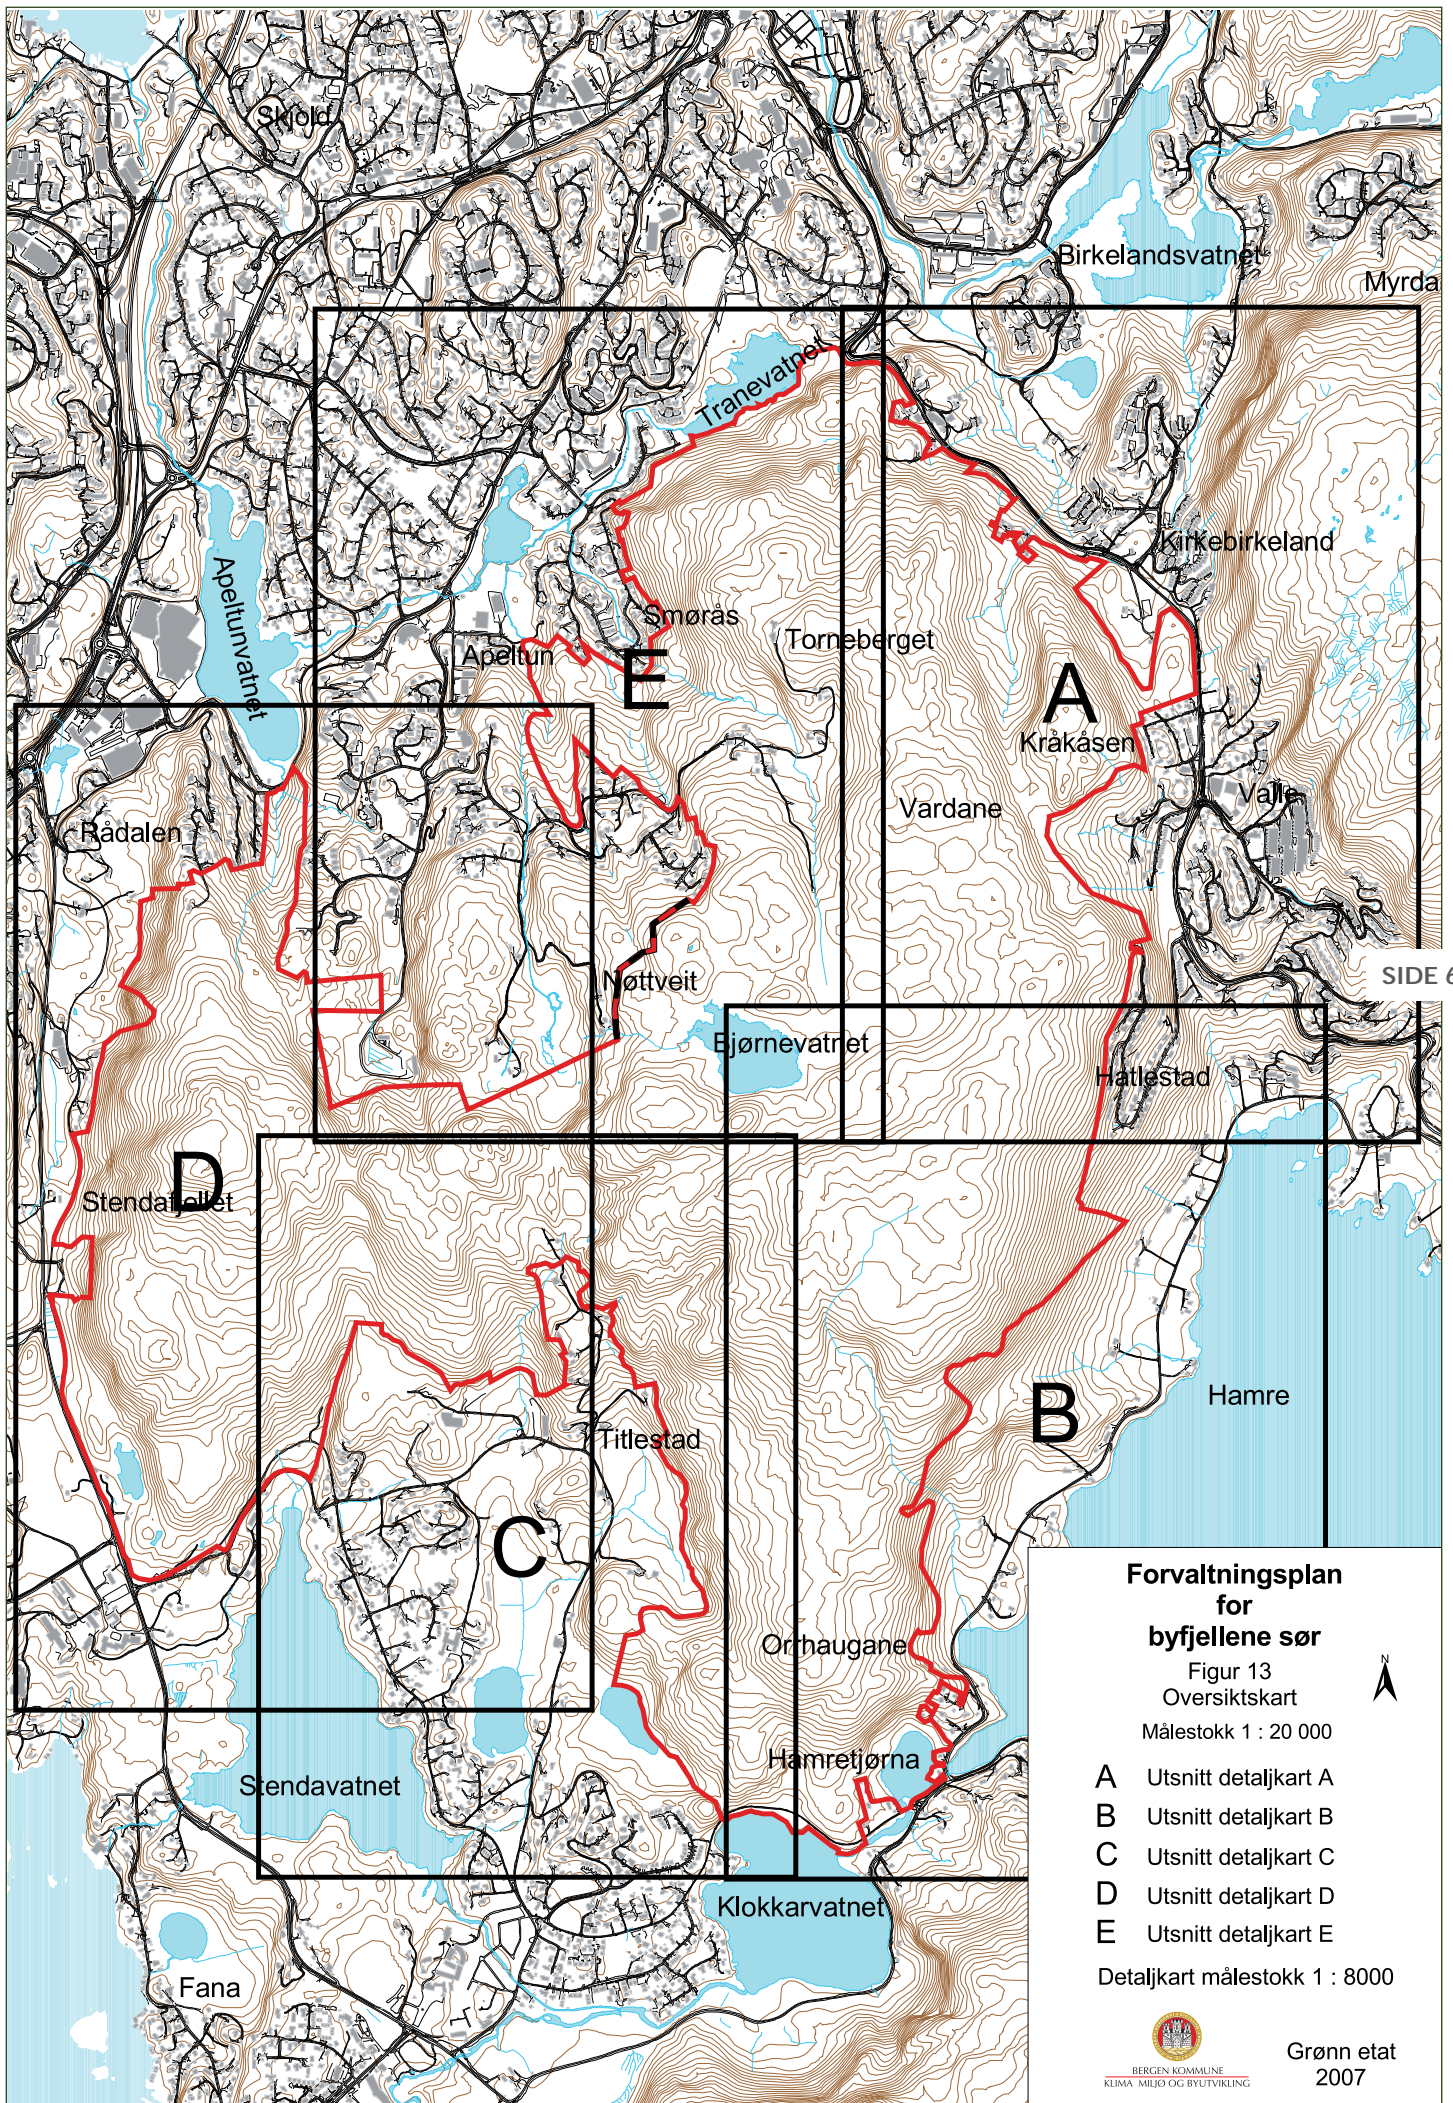 Skjold
Birkelandsvatnet
Myrda
Tranevatnet
Kirkebirkeland
Apeltunvatnet
Smørås
Torneberget
Apeltun
E
A
Kråkåsen
Valle
Vardane
Rådalen
SIDE 6
Nøttveit
Bjørnevatnet
Hatlestad
D
Stendafjellet
Hamre
B
Titlestad
C
Orrhaugane
Hamretjørna
Stendavatnet
Klokkarvatnet
Fana
Forvaltningsplan
for
byfjellene sør
Figur 13
Oversiktskart
N
Målestokk 1 : 20 000
A Utsnitt detaljkart A
B Utsnitt detaljkart B
C Utsnitt detaljkart C
D Utsnitt detaljkart D
E Utsnitt detaljkart E
Detaljkart målestokk 1 : 8000
BERGEN KOMMUNE
KLIMA MILJØ OG BYUTVIKLING
Grønn etat
2007